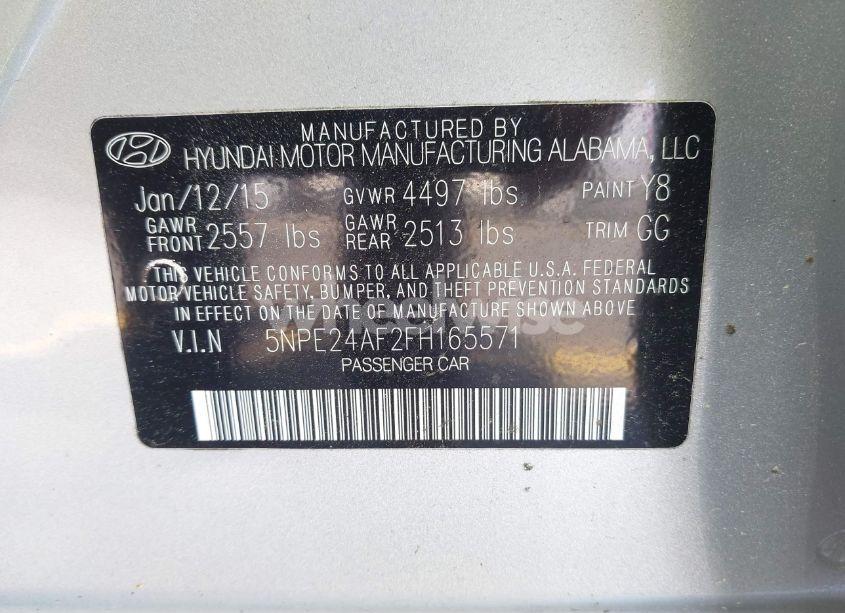 MANUFACTURED BY
HYUNDAI MOTOR MANUFACTURING ALABAMA, LLC
Jan/12/15 GVWR 4497 lbs PAINT Y8
GAWR FRONT 2557 lbs GAWR REAR 2513 lbs TRIM GG
THIS VEHICLE CONFORMS TO ALL APPLICABLE U.S.A. FEDERAL
MOTOR VEHICLE SAFETY, BUMPER, AND THEFT PREVENTION STANDARDS
IN EFFECT ON THE DATE OF MANUFACTURE SHOWN ABOVE
V.I.N 5NPE24AF2FH165571
PASSENGER CAR